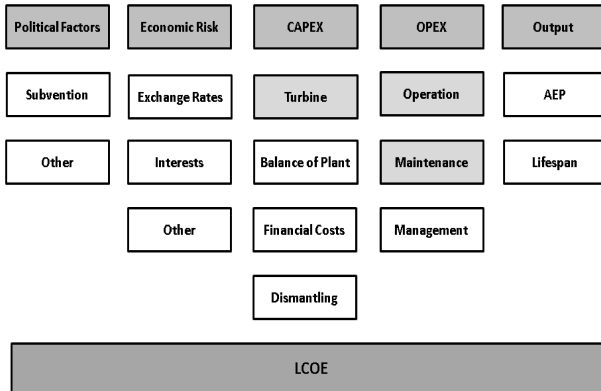 Political Factors
Economic Risk
CAPEX
OPEX
Output
Subvention
Exchange Rates
Turbine
Operation
AEP
Other
Interests
Balance of Plant
Maintenance
Lifespan
Other
Financial Costs
Management
Dismantling
LCOE